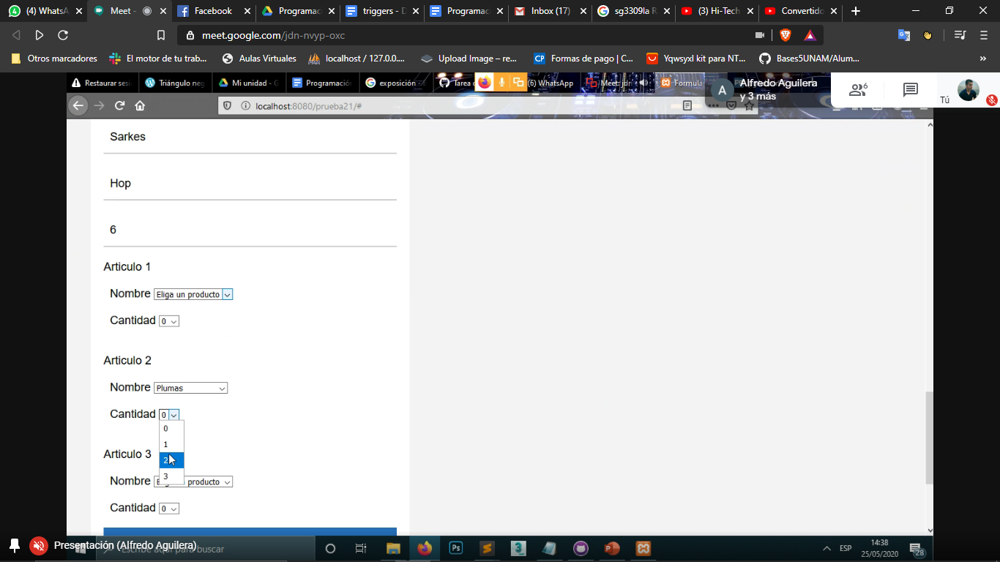 (4) WhatsA
Meet -
Facebook
Programac
triggers - D
Programac
Inbox (17)
sg3309la R
(3) Hi-Tech
Convertido
meet.google.com/jdn-nvyp-oxc
Otros marcadores
El motor de tu trab...
Aulas Virtuales
localhost / 127.0.0....
Upload Image – re...
CP
Formas de pago | C...
Yqwsyxl kit para NT...
Bases5UNAM/Alum...
»
Restaurar sesi
Triángulo neg
Mi unidad - G
Programación
exposición -
Tarea
(6) WhatsApp
Meet: jdn
Formula
A
Alfredo Aguilera
y 3 más
6
Tú
localhost:8080/prueba21/#
Sarkes
Hop
6
Articulo 1
Nombre Eliga un producto
Cantidad 0
Articulo 2
Nombre Plumas
Cantidad 0
0
1
Articulo 3
2
3
Nombre producto
Cantidad 0
Presentación (Alfredo Aguilera)
Escribe aquí para buscar
Ps
3
ESP
14:38
25/05/2020
28